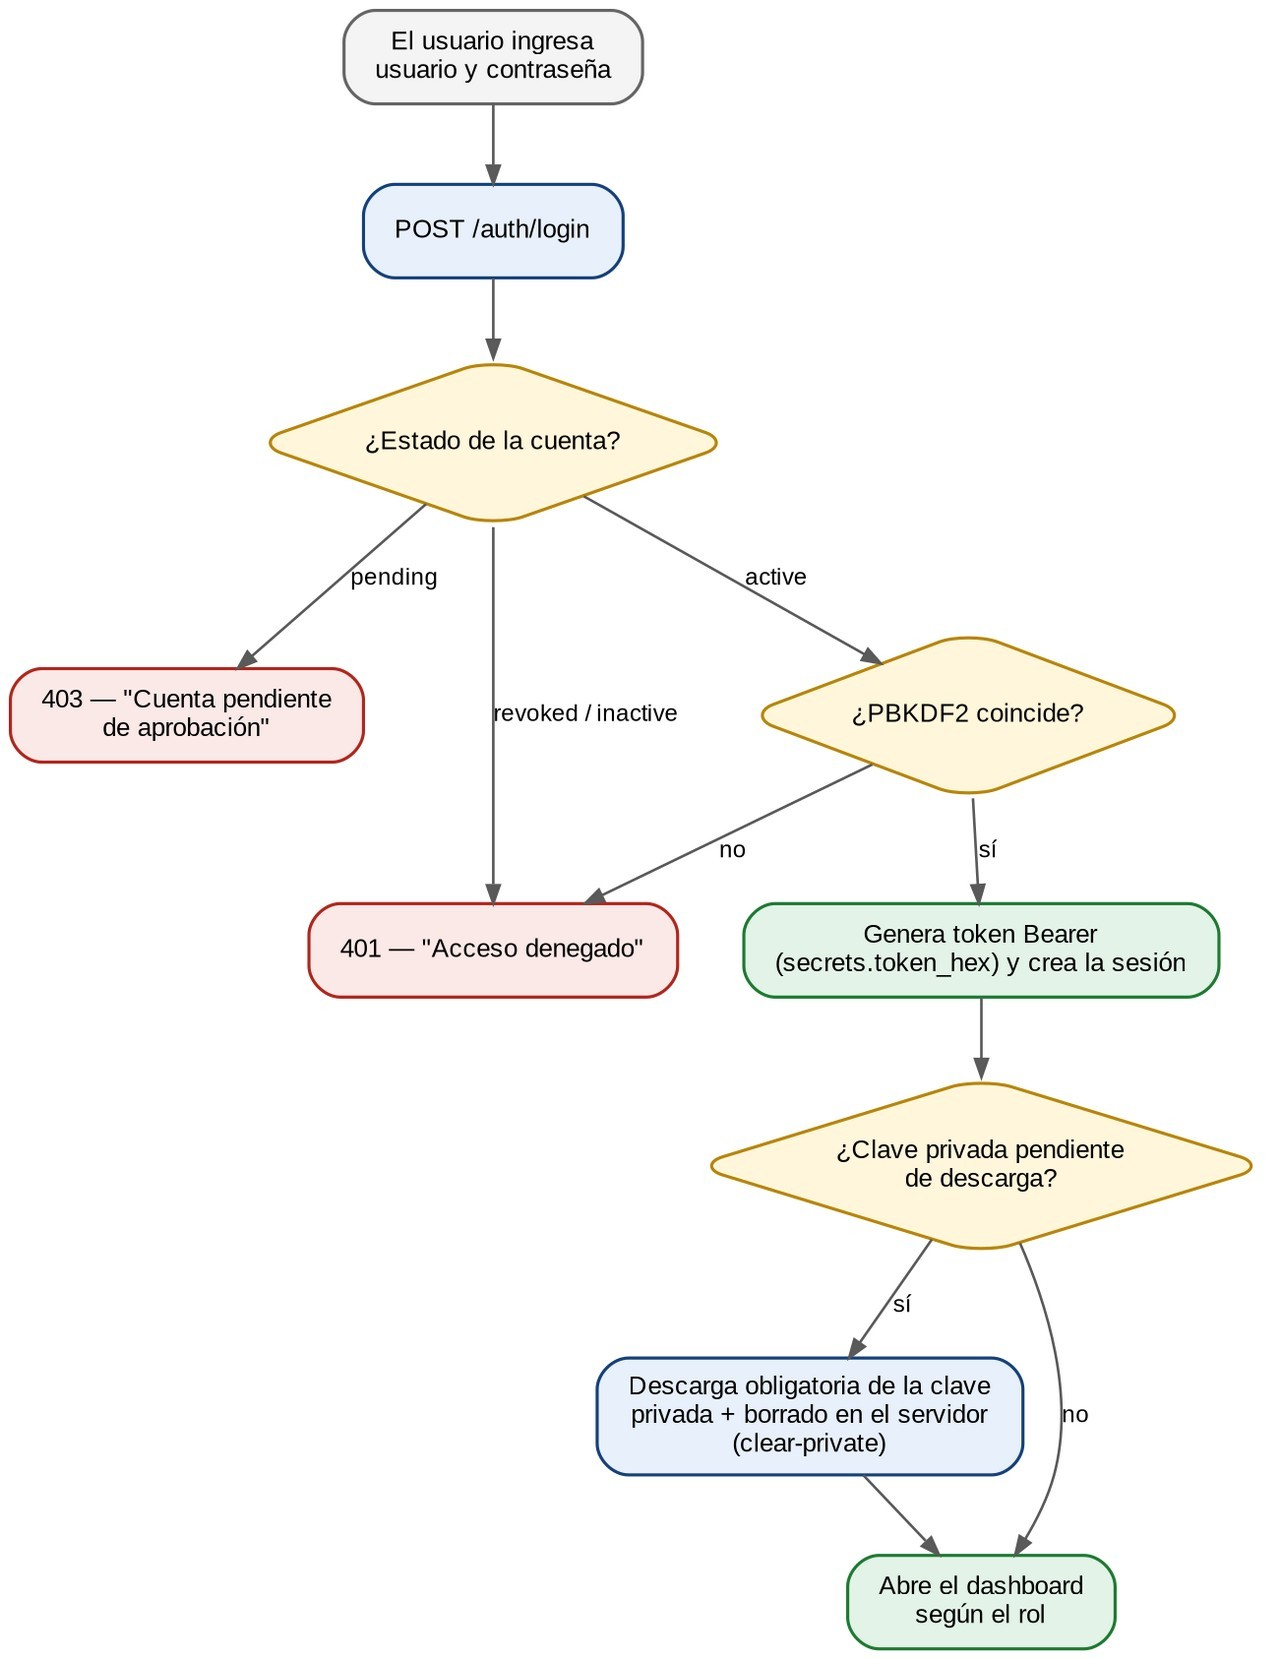 El usuario ingresa
usuario y contraseña
POST /auth/login
¿Estado de la cuenta?
pending
active
403 — "Cuenta pendiente
de aprobación"
revoked / inactive
¿PBKDF2 coincide?
no
sí
401 — "Acceso denegado"
Genera token Bearer
(secrets.token_hex) y crea la sesión
¿Clave privada pendiente
de descarga?
sí
Descarga obligatoria de la clave
privada + borrado en el servidor
(clear-private)
no
Abre el dashboard
según el rol